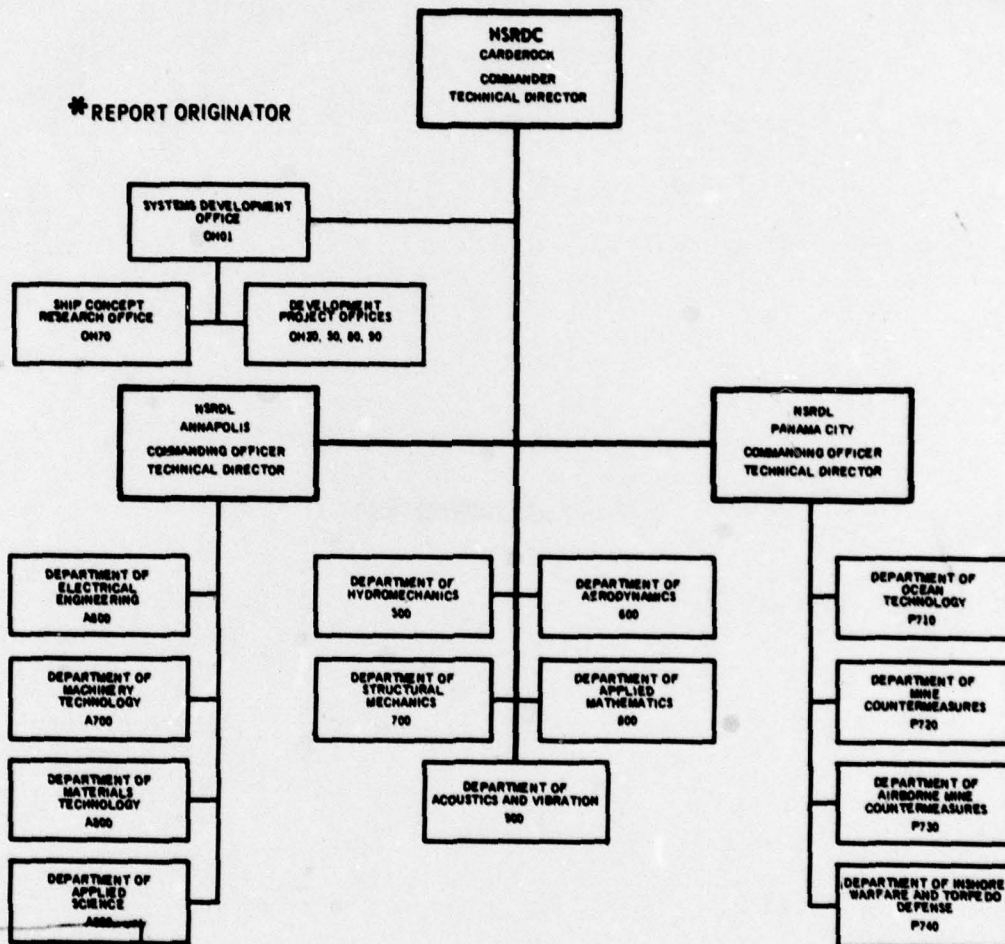 NSRDC
CARDEROCK
COMMANDER
TECHNICAL DIRECTOR
*REPORT ORIGINATOR
SYSTEMS DEVELOPMENT
OFFICE
OH01
SHIP CONCEPT
RESEARCH OFFICE
OH70
DEVELOPMENT
PROJECT OFFICES
OH20, 50, 80, 90
NSRDL
ANNAPOLIS
COMMANDING OFFICER
TECHNICAL DIRECTOR
NSRDL
PANAMA CITY
COMMANDING OFFICER
TECHNICAL DIRECTOR
DEPARTMENT OF
ELECTRICAL
ENGINEERING
A600
DEPARTMENT OF
HYDROMECHANICS
500
DEPARTMENT OF
AERODYNAMICS
600
DEPARTMENT OF
OCEAN
TECHNOLOGY
P710
DEPARTMENT OF
MACHINERY
TECHNOLOGY
A700
DEPARTMENT OF
STRUCTURAL
MECHANICS
700
DEPARTMENT OF
APPLIED
MATHEMATICS
800
DEPARTMENT OF
MINE
COUNTERMEASURES
P720
DEPARTMENT OF
MATERIALS
TECHNOLOGY
A800
DEPARTMENT OF
ACOUSTICS AND VIBRATION
900
DEPARTMENT OF
AIRBORNE MINE
COUNTERMEASURES
P730
DEPARTMENT OF
APPLIED
SCIENCE
DEPARTMENT OF INSHORE
WARFARE AND TORPEDO
DEFENSE
P740